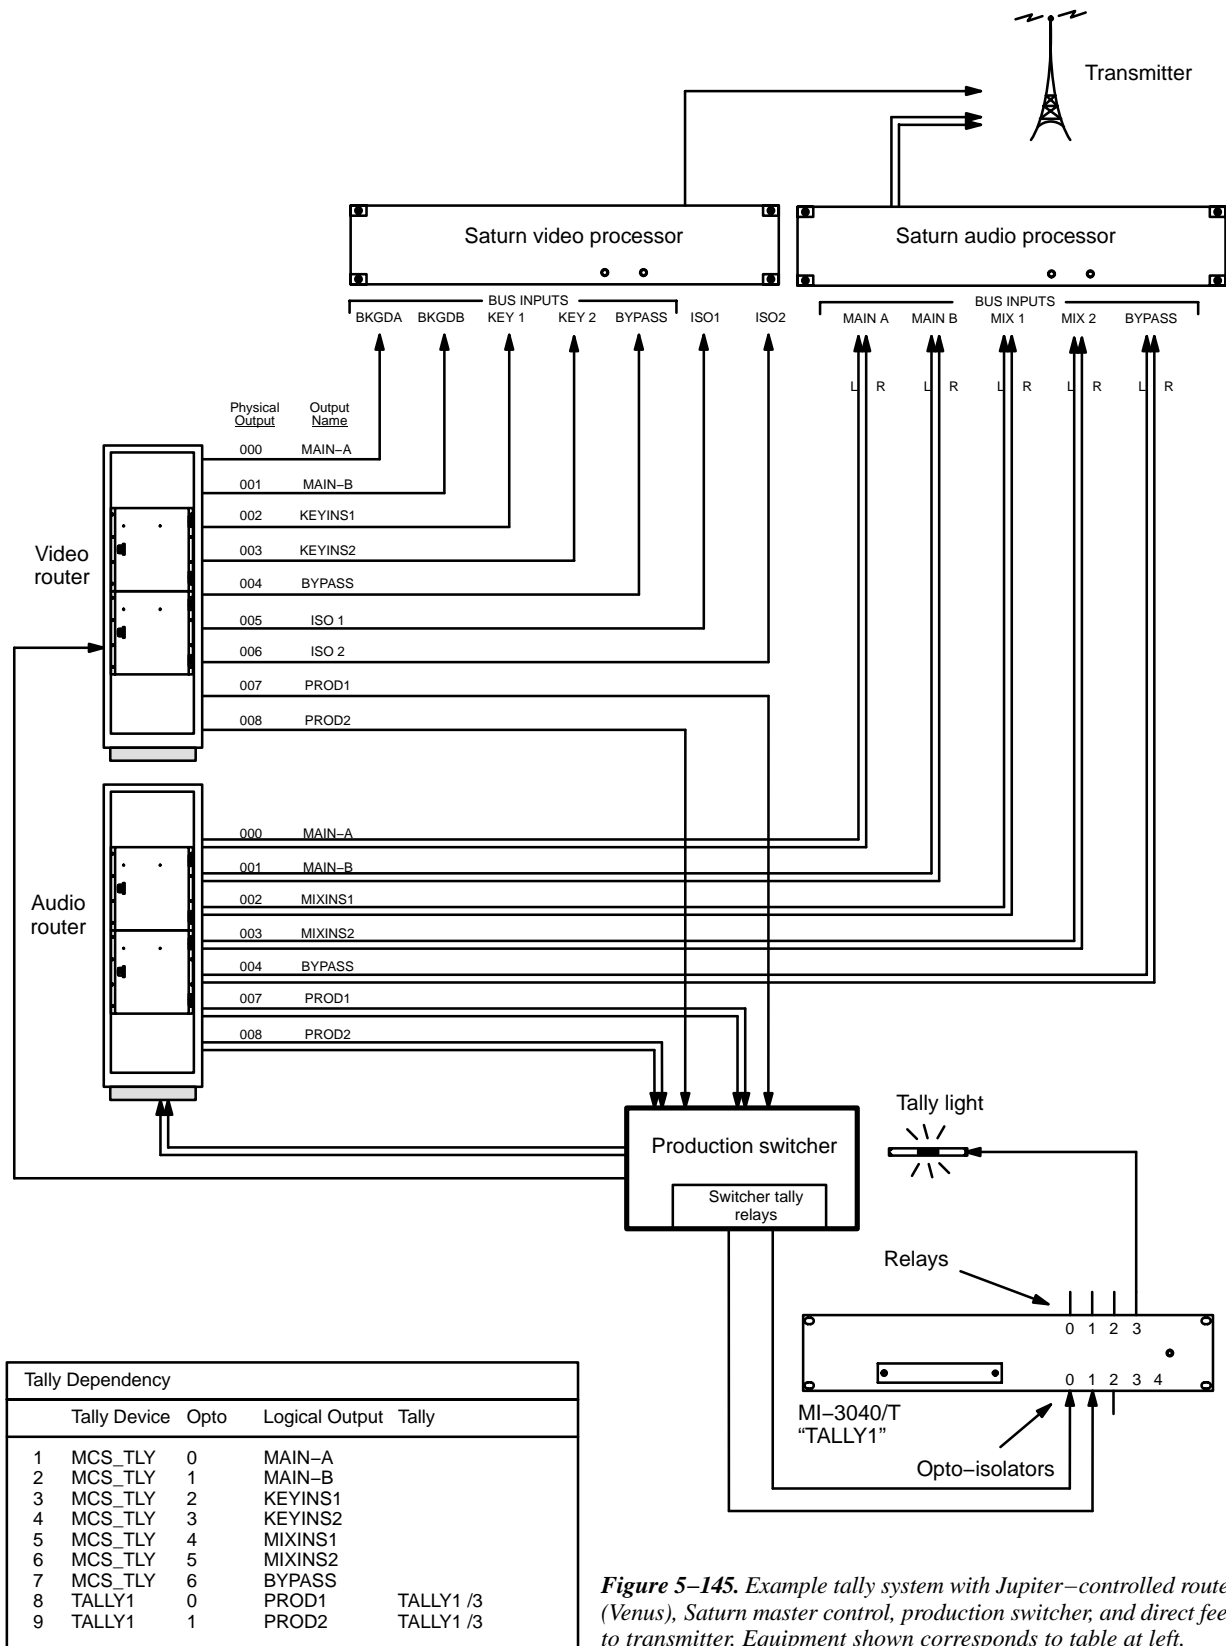 Transmitter
Saturn video processor
Saturn audio processor
BUS INPUTS
BKGDA BKGDB KEY 1 KEY 2 BYPASS ISO1 ISO2
BUS INPUTS
MAIN A MAIN B MIX 1 MIX 2 BYPASS
L R L R L R L R L R
Physical Output
Output Name
000 MAIN–A
001 MAIN–B
002 KEYINS1
003 KEYINS2
004 BYPASS
005 ISO 1
006 ISO 2
007 PROD1
008 PROD2
Video
router
000 MAIN–A
001 MAIN–B
002 MIXINS1
003 MIXINS2
004 BYPASS
007 PROD1
008 PROD2
Audio
router
Production switcher
Switcher tally
relays
Tally light
Relays
0 1 2 3
0 1 2 3 4
MI–3040/T
“TALLY1”
Opto–isolators
Tally Dependency
Tally Device Opto Logical Output Tally
1 MCS_TLY 0 MAIN–A
2 MCS_TLY 1 MAIN–B
3 MCS_TLY 2 KEYINS1
4 MCS_TLY 3 KEYINS2
5 MCS_TLY 4 MIXINS1
6 MCS_TLY 5 MIXINS2
7 MCS_TLY 6 BYPASS
8 TALLY1 0 PROD1 TALLY1 /3
9 TALLY1 1 PROD2 TALLY1 /3
Figure 5–145. Example tally system with Jupiter–controlled route
(Venus), Saturn master control, production switcher, and direct fee
to transmitter. Equipment shown corresponds to table at left.